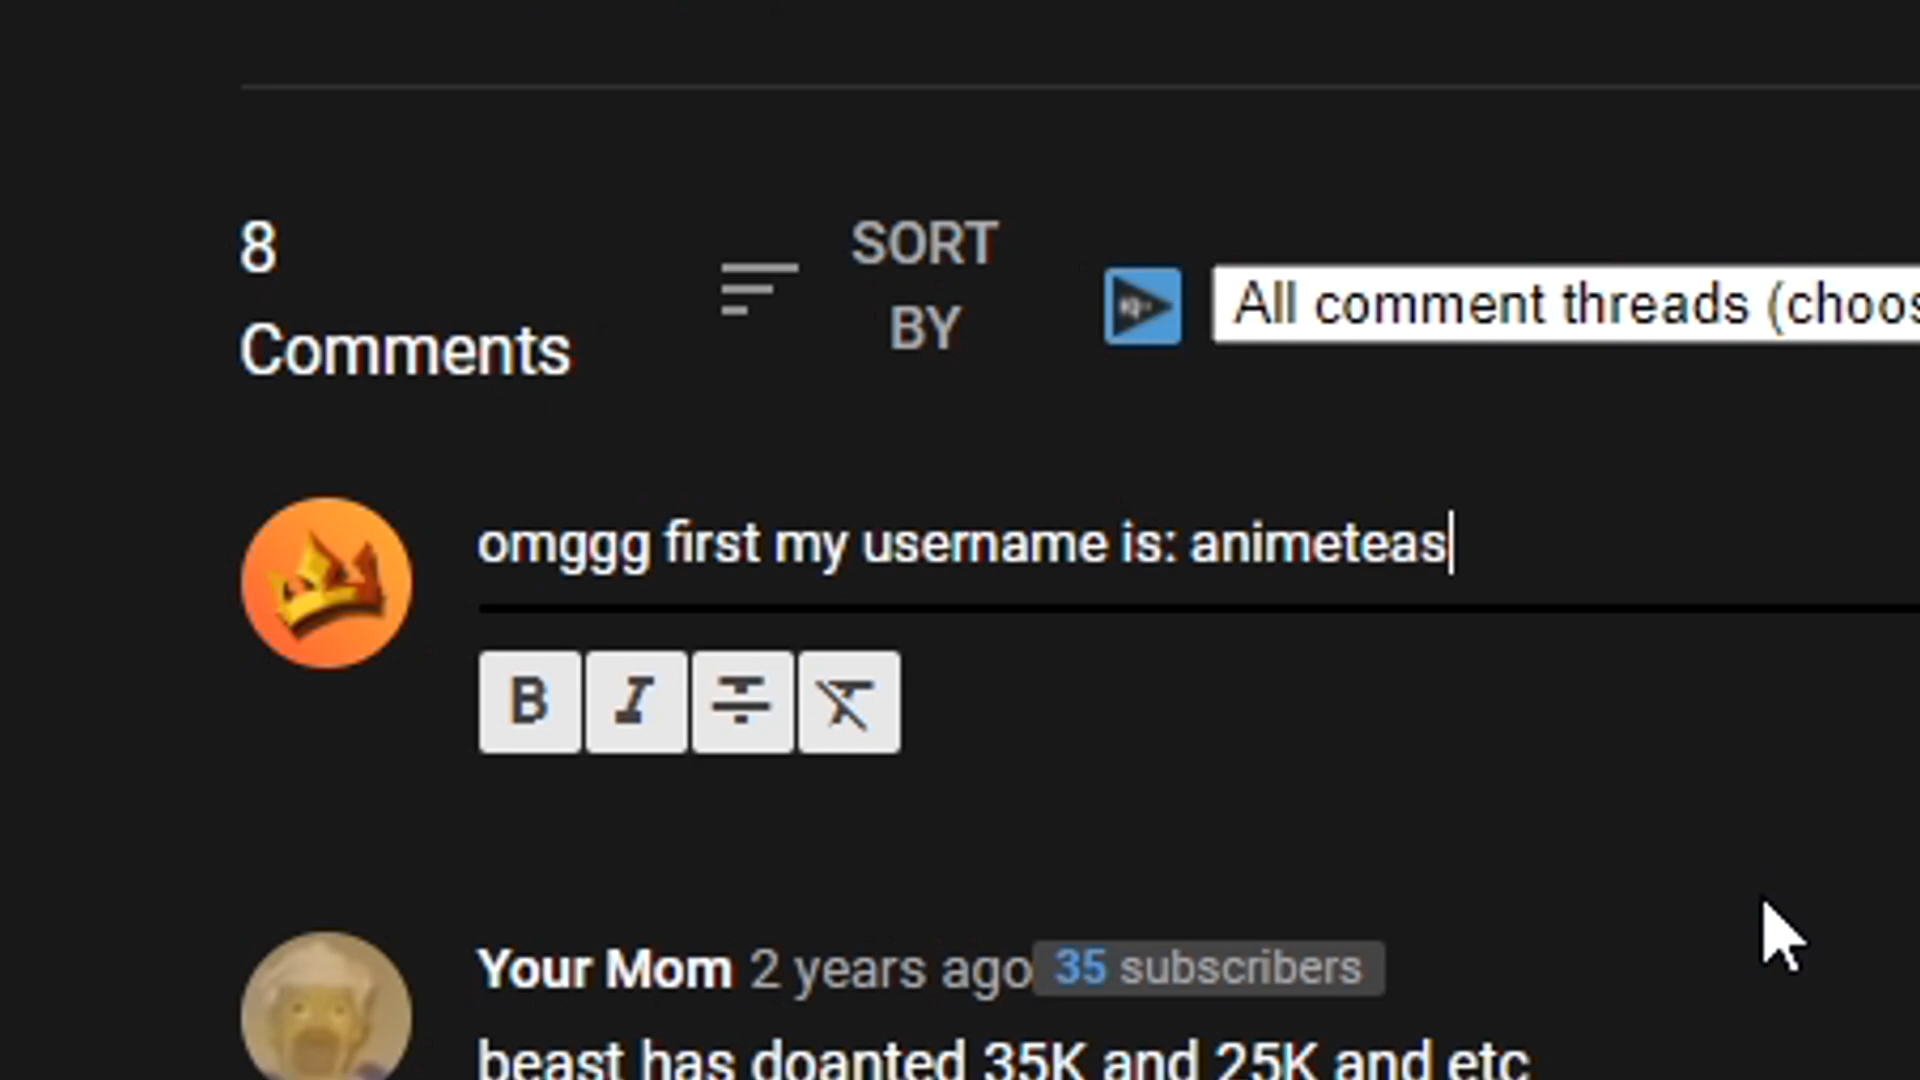 8
Comments
SORT
BY
All comment threads (choos
omggg first my username is: animeteas
B I
Your Mom 2 years ago 35 subscribers
beast has doanted 35K and 25K and etc